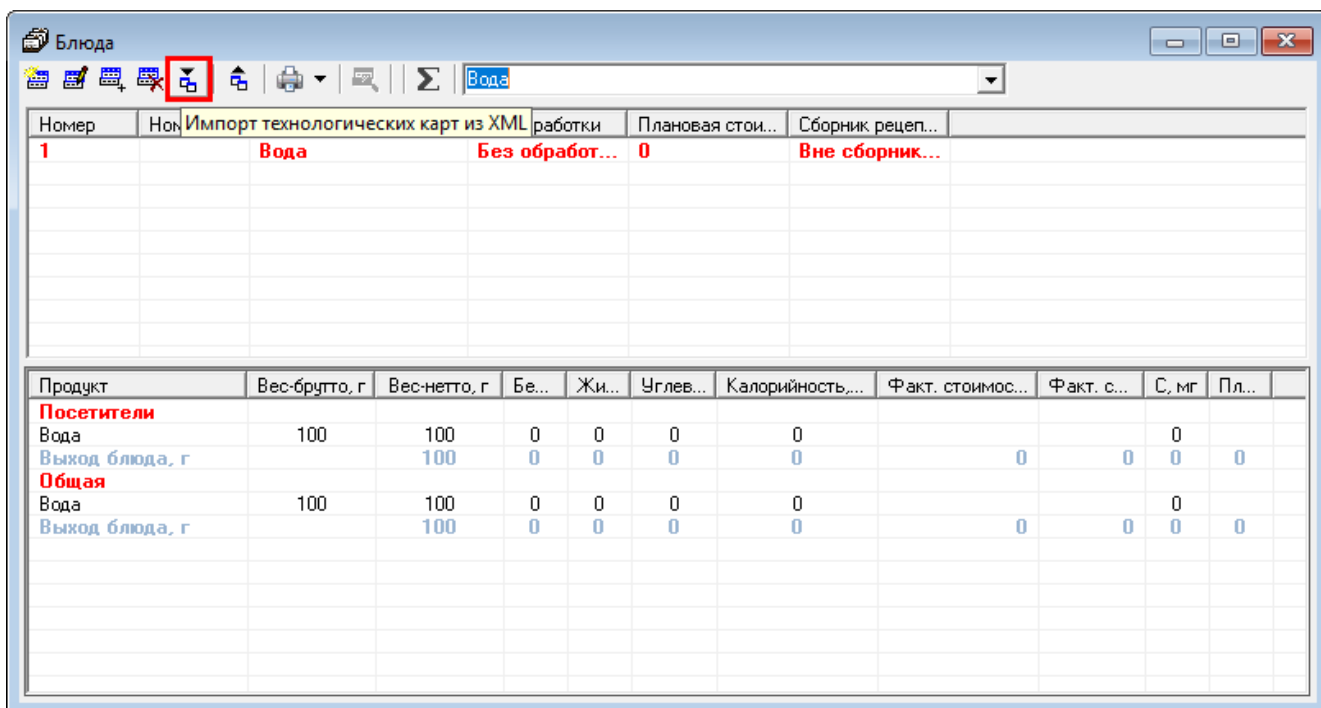 Блюда
Вода
Номер Ном Импорт технологических карт из XML работки Плановая стои... Сборник рецеп...
1 Вода Без обработ... 0 Вне сборник...
Продукт Вес-брутто, г Вес-нетто, г Бе... Жи... Углев... Калорийность,... Факт. стоимос... Факт. с... С, мг Пл...
Посетители
Вода 100 100 0 0 0 0 0
Выход блюда, г 100 0 0 0 0 0 0 0 0
Общая
Вода 100 100 0 0 0 0 0
Выход блюда, г 100 0 0 0 0 0 0 0 0